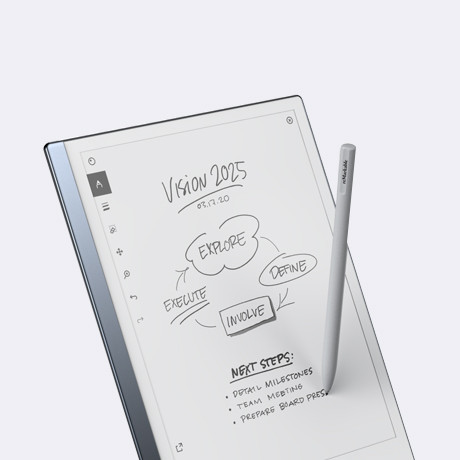 VISION 2025
03.17.20
EXPLORE
DEFINE
EXECUTE
INVOLVE
NEXT STEPS:
• DETAIL MILESTONES
• TEAM MEETING
• PREPARE BOARD PRES.
reMarkable